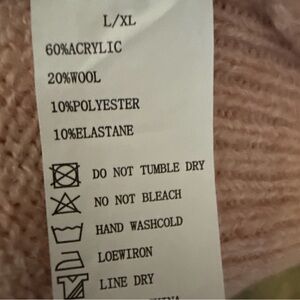 L/XL
60%ACRYLIC
20%WOOL
10%POLYESTER
10%ELASTANE
DO NOT TUMBLE DRY
NO NOT BLEACH
HAND WASHCOLD
LOEWIRON
LINE DRY